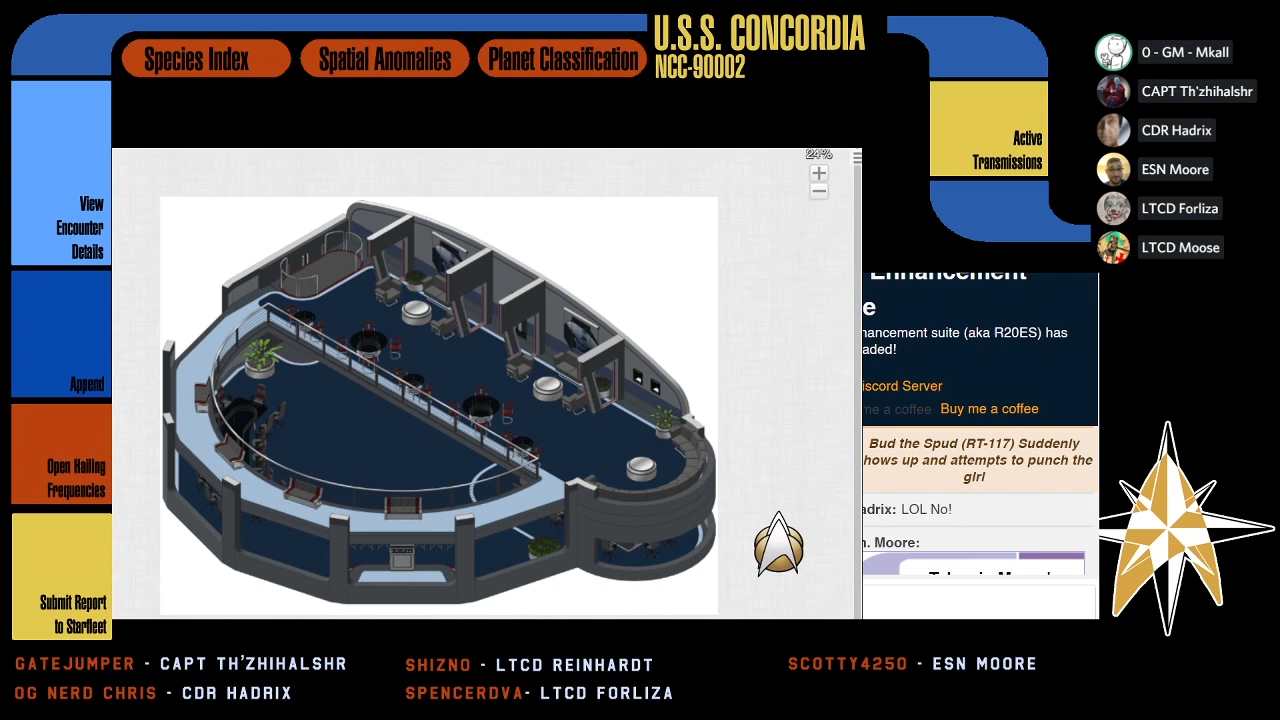 Species Index
Spatial Anomalies
Planet Classification
U.S.S. CONCORDIA
NCC-90002
View
Encounter
Details
Append
Open Hailing
Frequencies
Submit Report
to Starfleet
Active
Transmissions
0 - GM - Mkall
CAPT Th'zhihalshr
CDR Hadrix
ESN Moore
LTCD Forliza
LTCD Moose
24%
Enhancement
e
hancement suite (aka R20ES) has
aded!
iscord Server
me a coffee Buy me a coffee
Bud the Spud (RT-117) Suddenly
hows up and attempts to punch the
girl
adrix: LOL No!
n. Moore:
GATEJUMPER - CAPT TH'ZHIHALSHR
OG NERD CHRIS - CDR HADRIX
SHIZNO - LTCD REINHARDT
SPENCERDVA- LTCD FORLIZA
SCOTTY4250 - ESN MOORE